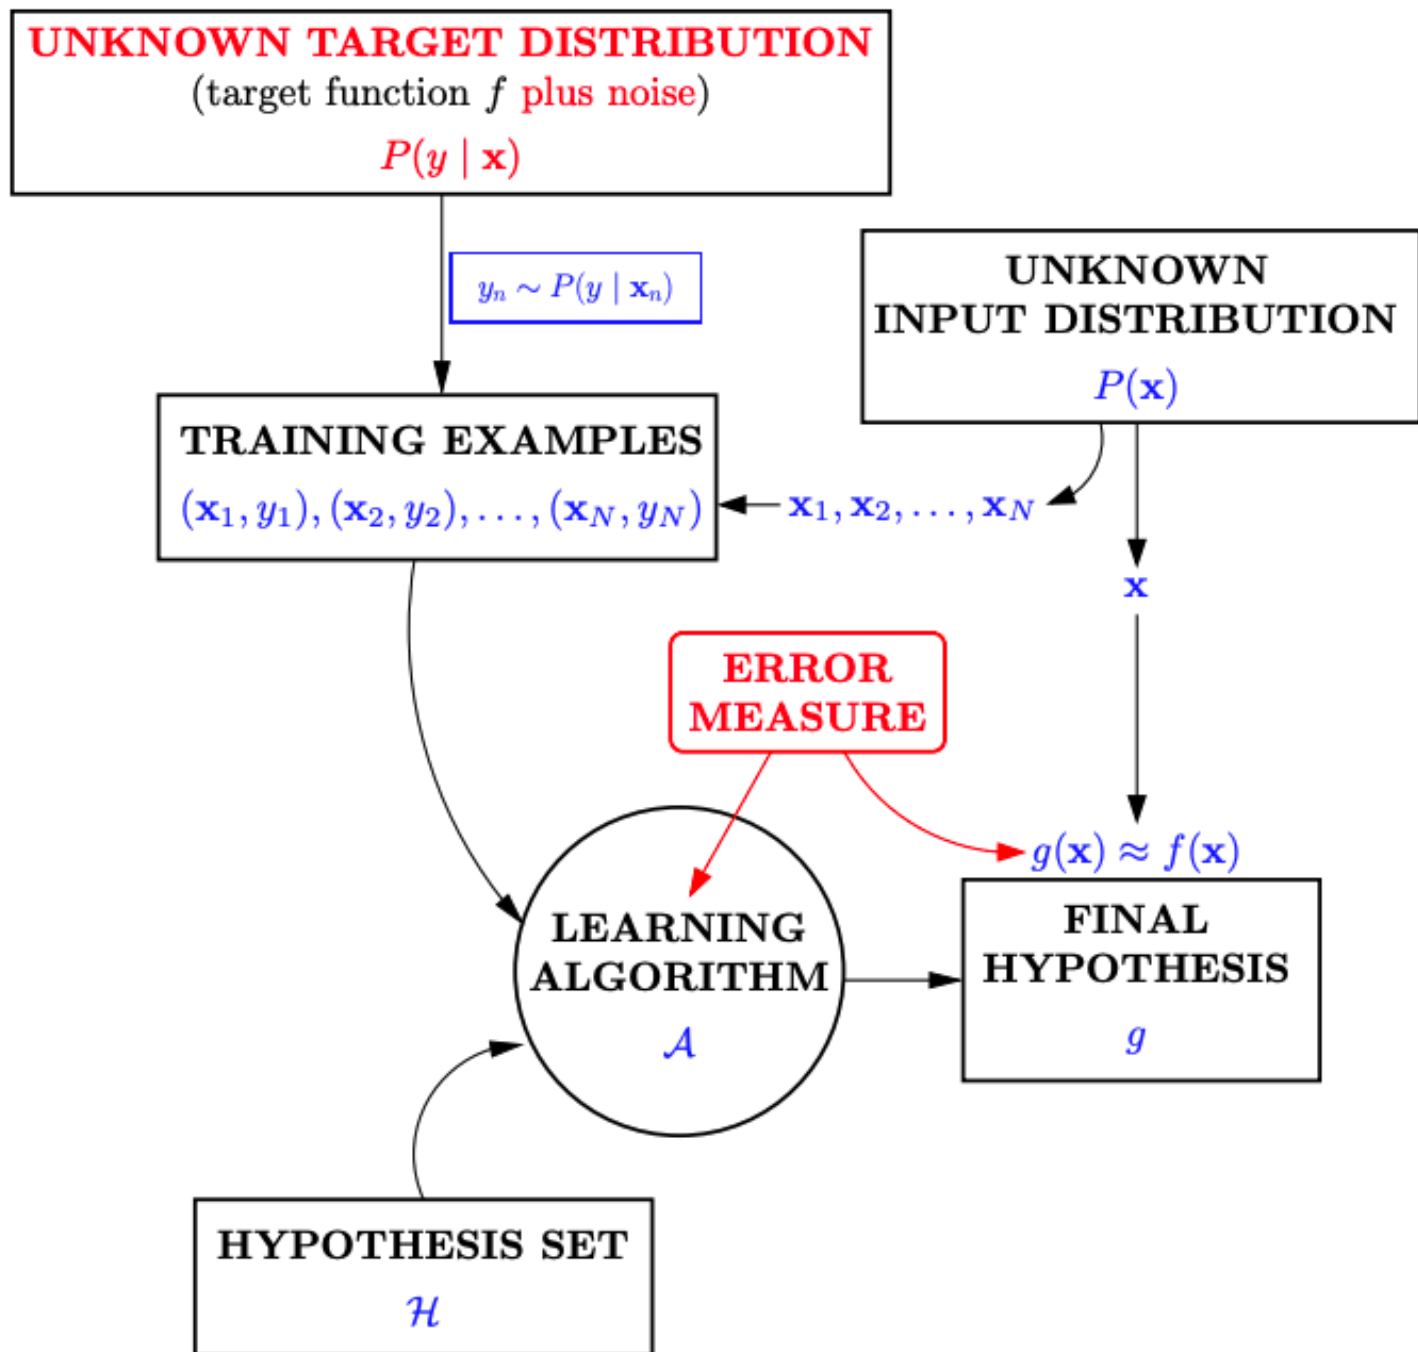 UNKNOWN TARGET DISTRIBUTION
(target function f plus noise)
P(y | x)
yₙ ∼ P(y | xₙ)
UNKNOWN
INPUT DISTRIBUTION
P(x)
TRAINING EXAMPLES
(x₁, y₁), (x₂, y₂), . . . , (x_N, y_N)
x₁, x₂, . . . , x_N
x
ERROR
MEASURE
g(x) ≈ f(x)
LEARNING
ALGORITHM
𝒜
FINAL
HYPOTHESIS
g
HYPOTHESIS SET
ℋ